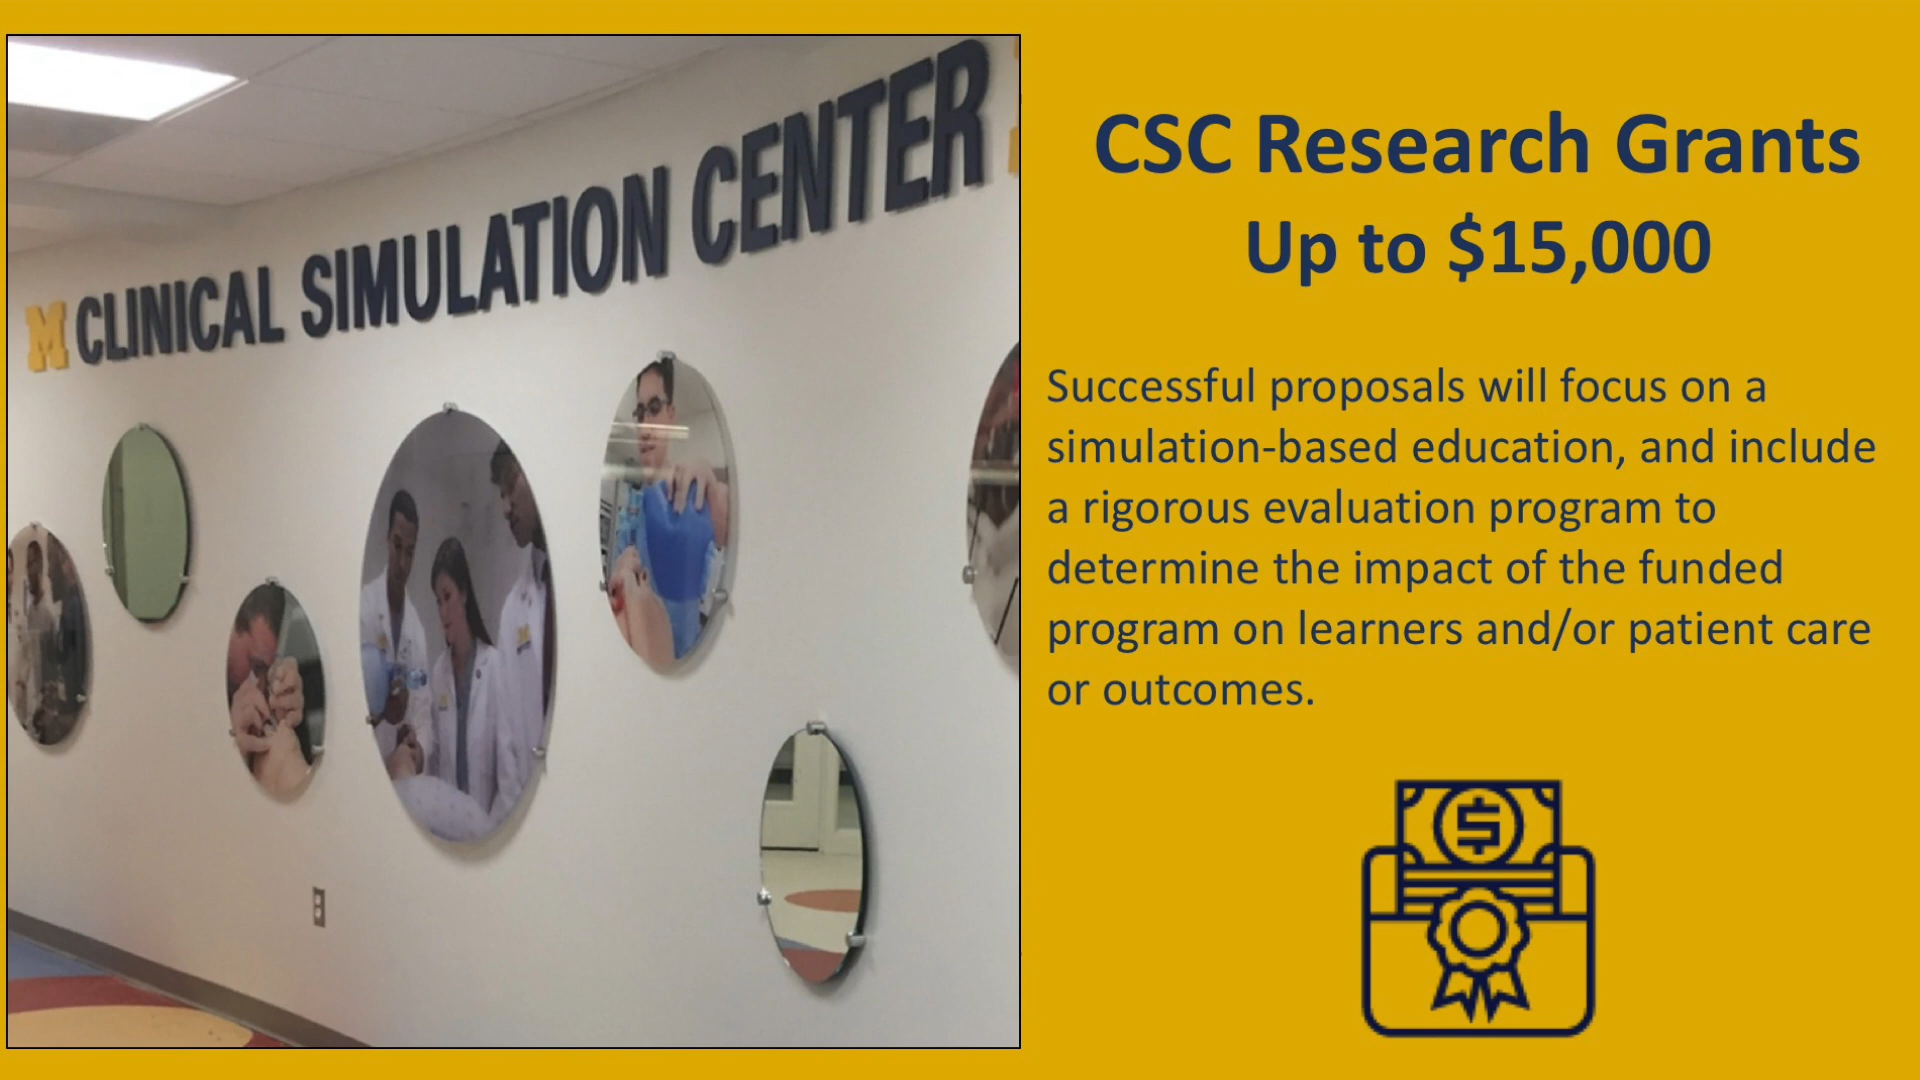 M CLINICAL SIMULATION CENTER
CSC Research Grants
Up to $15,000
Successful proposals will focus on a
simulation-based education, and include
a rigorous evaluation program to
determine the impact of the funded
program on learners and/or patient care
or outcomes.
$